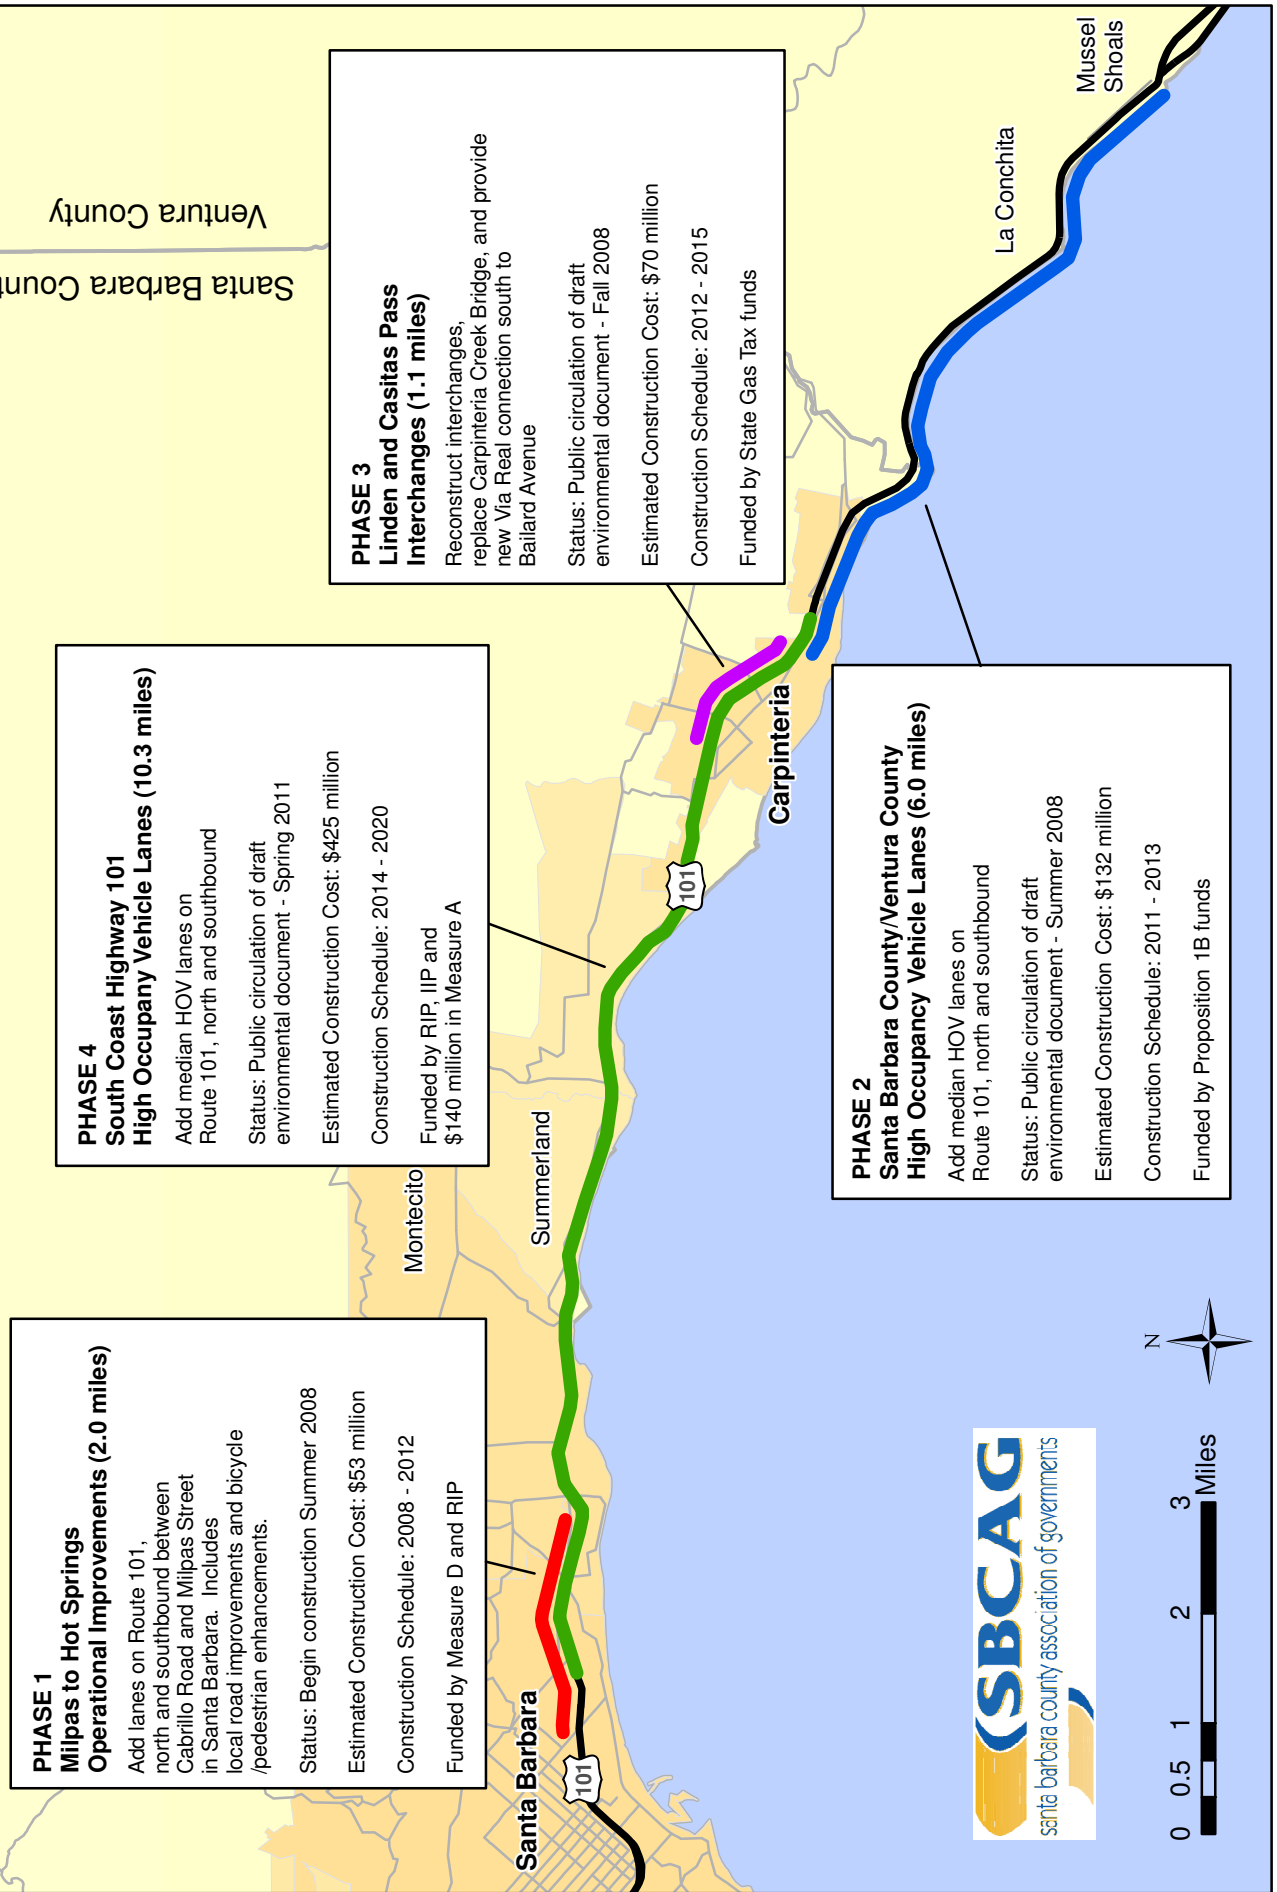 PHASE 1
Milpas to Hot Springs
Operational Improvements (2.0 miles)
Add lanes on Route 101,
north and southbound between
Cabrillo Road and Milpas Street
in Santa Barbara. Includes
local road improvements and bicycle
/pedestrian enhancements.
Status: Begin construction Summer 2008
Estimated Construction Cost: $53 million
Construction Schedule: 2008 - 2012
Funded by Measure D and RIP
PHASE 4
South Coast Highway 101
High Occupany Vehicle Lanes (10.3 miles)
Add median HOV lanes on
Route 101, north and southbound
Status: Public circulation of draft
environmental document - Spring 2011
Estimated Construction Cost: $425 million
Construction Schedule: 2014 - 2020
Funded by RIP, IIP and
$140 million in Measure A
Santa Barbara Count
Ventura County
PHASE 3
Linden and Casitas Pass
Interchanges (1.1 miles)
Reconstruct interchanges,
replace Carpinteria Creek Bridge, and provide
new Via Real connection south to
Bailard Avenue
Status: Public circulation of draft
environmental document - Fall 2008
Estimated Construction Cost: $70 million
Construction Schedule: 2012 - 2015
Funded by State Gas Tax funds
Montecito
Summerland
Santa Barbara
101
101
Carpinteria
La Conchita
Mussel
Shoals
PHASE 2
Santa Barbara County/Ventura County
High Occupancy Vehicle Lanes (6.0 miles)
Add median HOV lanes on
Route 101, north and southbound
Status: Public circulation of draft
environmental document - Summer 2008
Estimated Construction Cost: $132 million
Construction Schedule: 2011 - 2013
Funded by Proposition 1B funds
SBCAG
santa barbara county association of governments
N
0 0.5 1 2 3
Miles